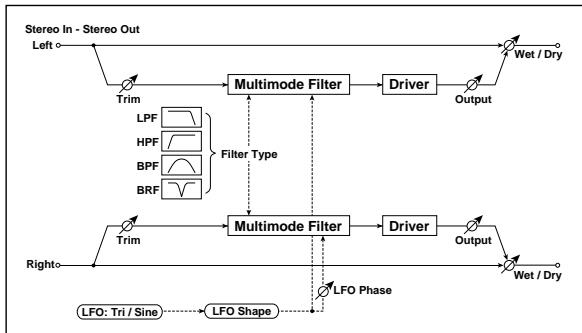 Stereo In - Stereo Out
Left
Wet / Dry
Trim
Multimode Filter
Driver
Output
LPF
HPF
BPF
BRF
Filter Type
Trim
Multimode Filter
Driver
Output
Right
Wet / Dry
LFO Phase
LFO: Tri / Sine
LFO Shape